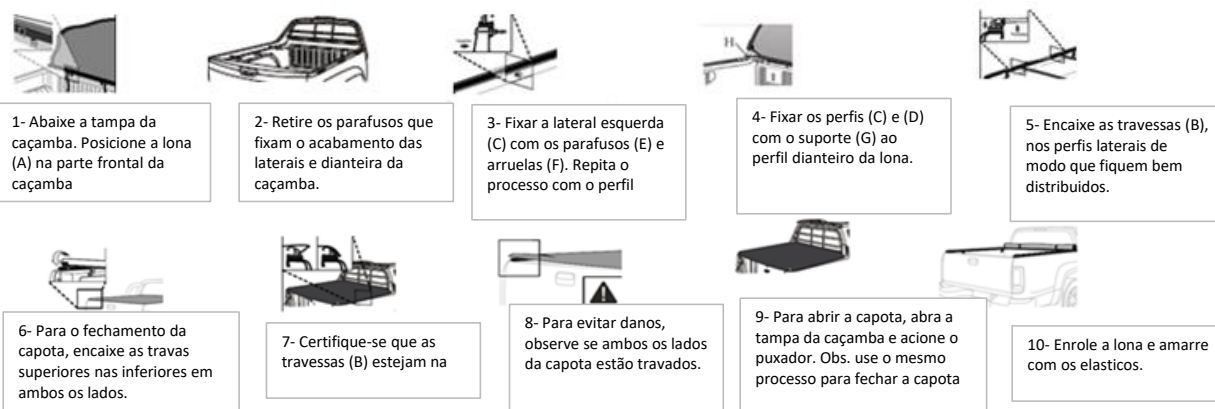 H
1- Abaixe a tampa da
caçamba. Posicione a lona
(A) na parte frontal da
caçamba
2- Retire os parafusos que
fixam o acabamento das
laterais e dianteira da
caçamba.
3- Fixar a lateral esquerda
(C) com os parafusos (E) e
arruelas (F). Repita o
processo com o perfil
4- Fixar os perfis (C) e (D)
com o suporte (G) ao
perfil dianteiro da lona.
5- Encaixe as travessas (B),
nos perfis laterais de
modo que fiquem bem
distribuidos.
6- Para o fechamento da
capota, encaixe as travas
superiores nas inferiores em
ambos os lados.
7- Certifique-se que as
travessas (B) estejam na
8- Para evitar danos,
observe se ambos os lados
da capota estão travados.
9- Para abrir a capota, abra a
tampa da caçamba e acione o
puxador. Obs. use o mesmo
processo para fechar a capota
10- Enrole a lona e amarre
com os elasticos.